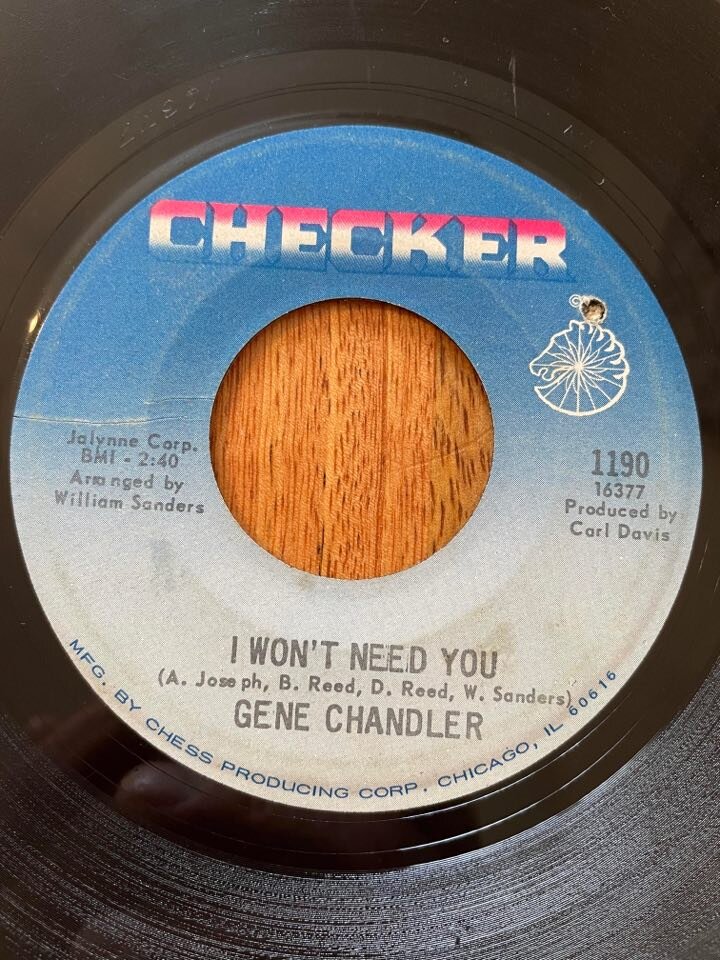 CHECKER
©
Jalynne Corp.
BMI - 2:40
Arranged by
William Sanders
1190
16377
Produced by
Carl Davis
I WON'T NEED YOU
(A. Joseph, B. Reed, D. Reed, W. Sanders)
GENE CHANDLER
MFG. BY CHESS PRODUCING CORP. CHICAGO, IL 60616